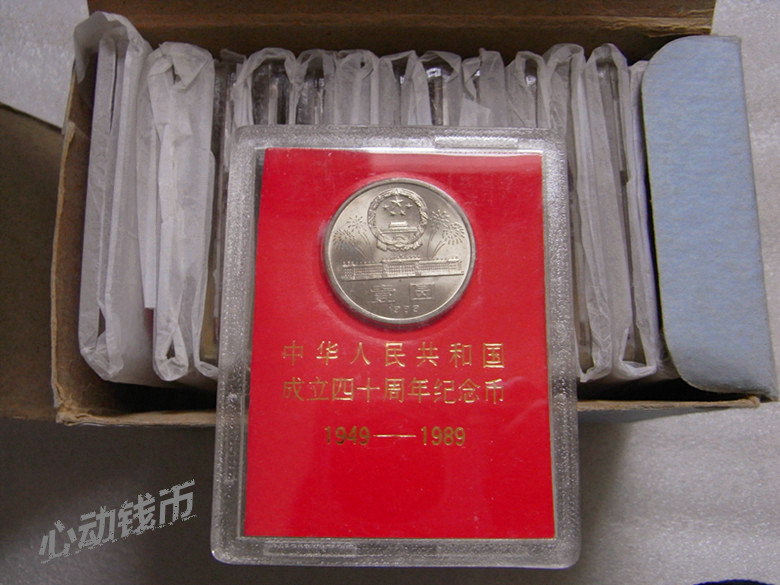 壹圆
中华人民共和国
成立四十周年纪念币
1949——1989
心动钱币